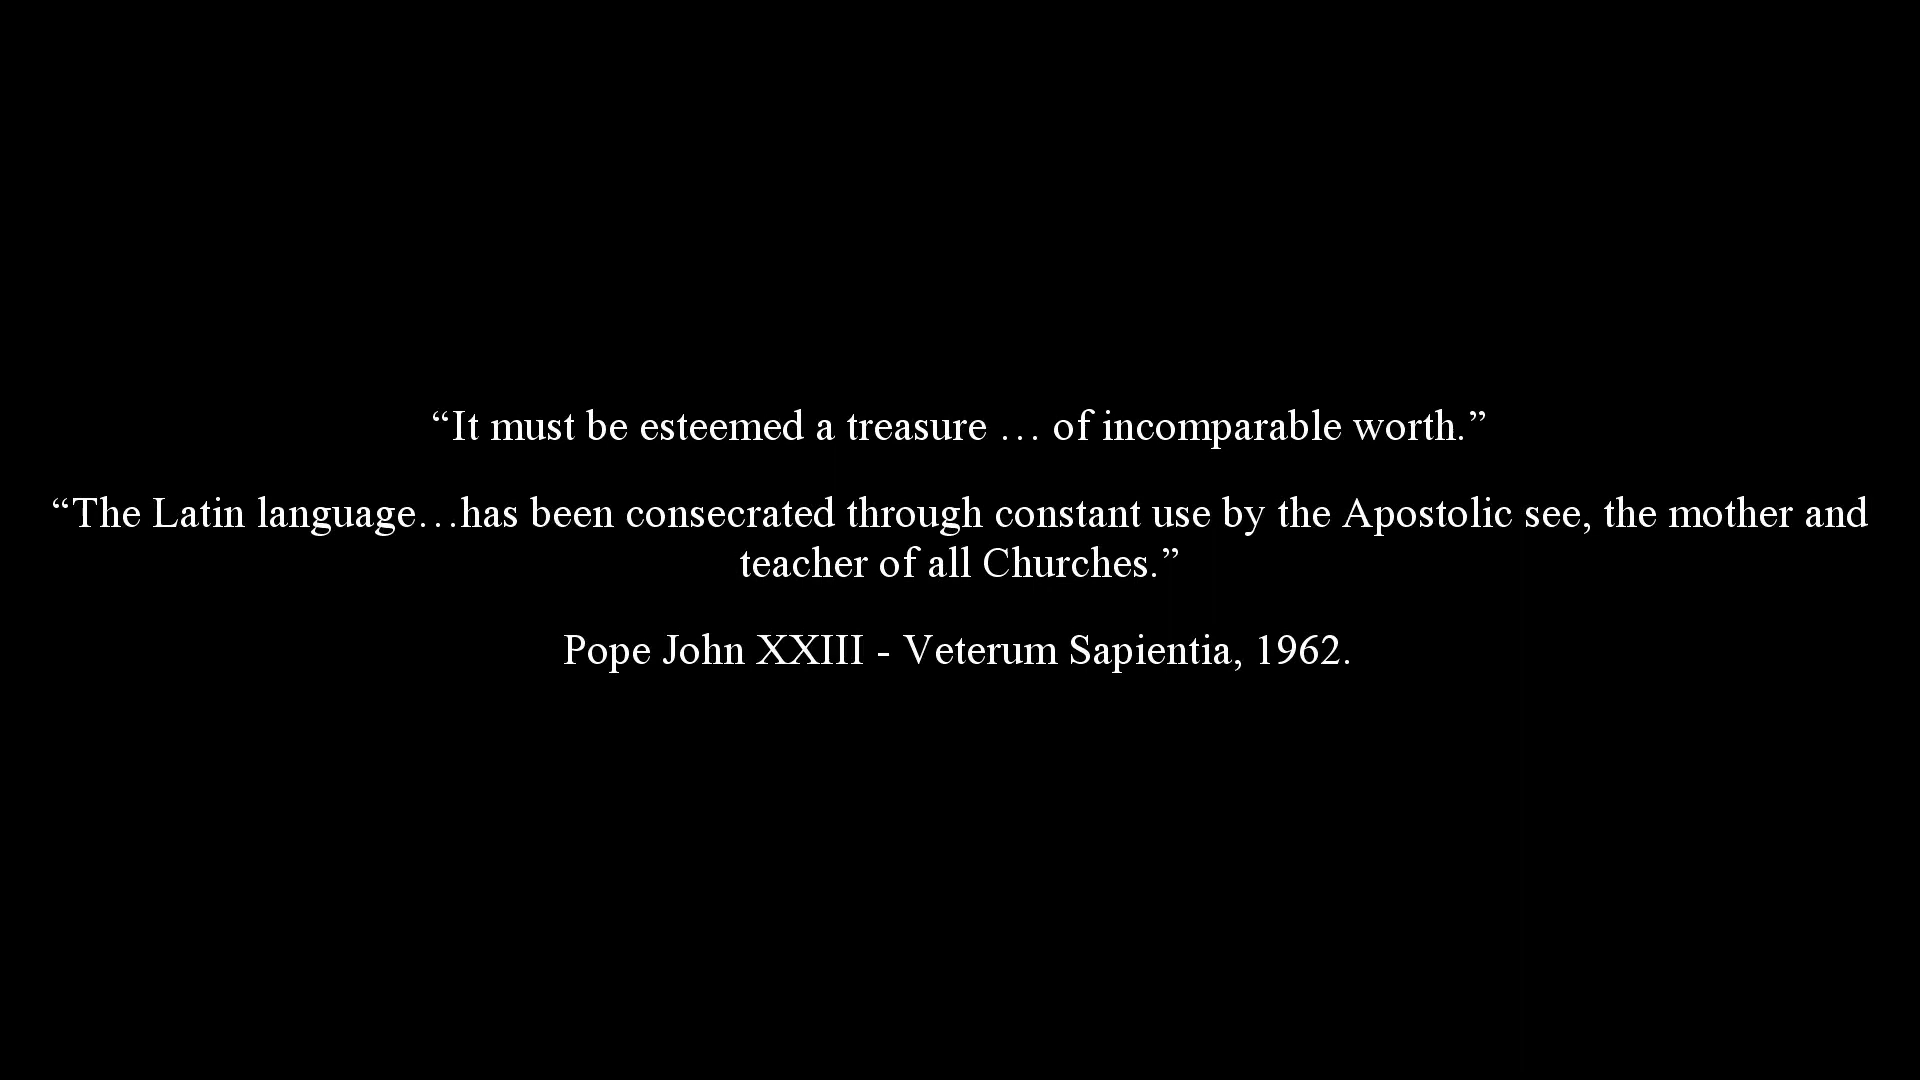 “It must be esteemed a treasure … of incomparable worth.”
“The Latin language…has been consecrated through constant use by the Apostolic see, the mother and
teacher of all Churches.”
Pope John XXIII - Veterum Sapientia, 1962.